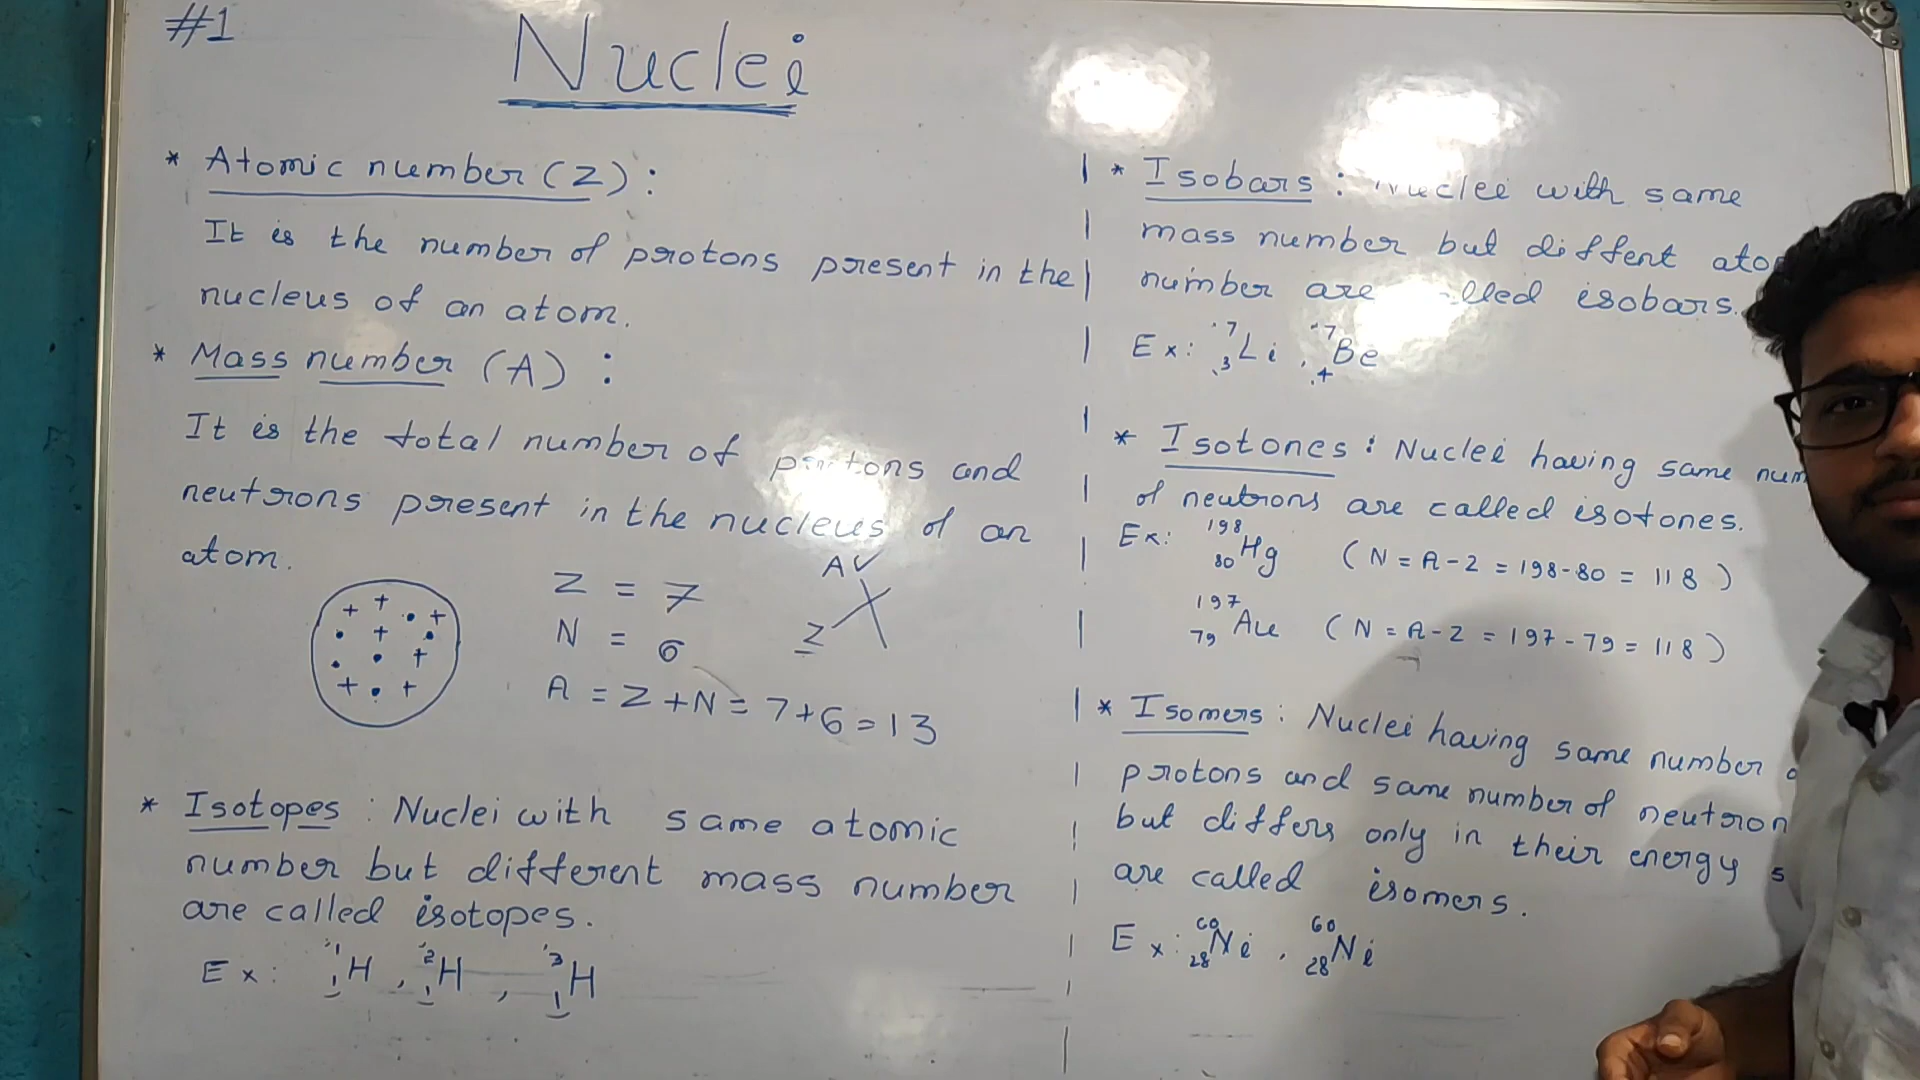 #1
Nuclei
* Atomic number (Z) :
It is the number of protons present in the
nucleus of an atom.
* Mass number (A) :
It is the total number of protons and
neutrons present in the nucleus of an
atom.
Z = 7
N = 6
A = Z + N = 7 + 6 = 13
A ✓
X
Z
* Isotopes : Nuclei with same atomic
number but different mass number
are called isotopes.
Ex: ¹₁H , ²₁H , ³₁H
* Isobars : Nuclei with same
mass number but diffent ato
number are called isobars.
Ex: ⁷₃Li , ⁷₄Be
* Isotones : Nuclei having same num
of neutrons are called isotones.
Ex: ¹⁹⁸₈₀Hg (N = A - Z = 198 - 80 = 118)
¹⁹⁷₇₉Au (N = A - Z = 197 - 79 = 118)
* Isomers : Nuclei having same number
protons and same number of neutron
but differs only in their energy s
are called isomers.
Ex: ⁶⁰₂₈Ni , ⁶⁰₂₈Ni